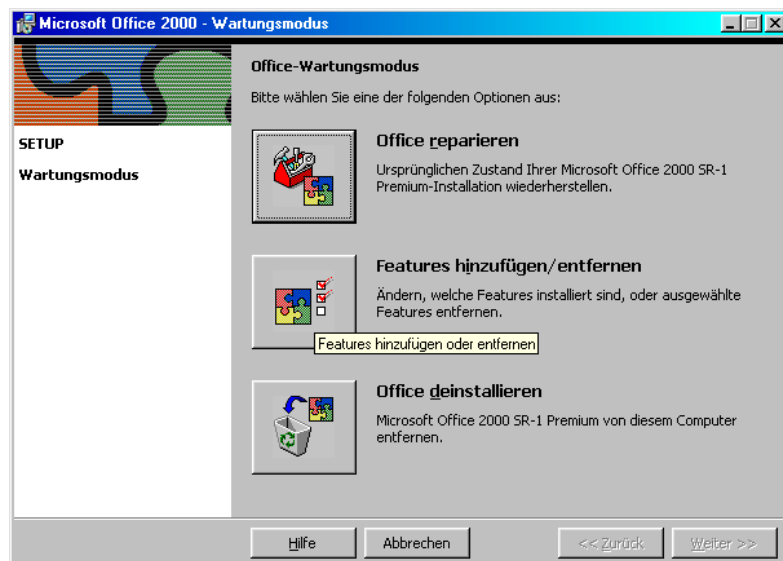 Microsoft Office 2000 - Wartungsmodus
SETUP
Wartungsmodus
Office-Wartungsmodus
Bitte wählen Sie eine der folgenden Optionen aus:
Office reparieren
Ursprünglichen Zustand Ihrer Microsoft Office 2000 SR-1
Premium-Installation wiederherstellen.
Features hinzufügen/entfernen
Ändern, welche Features installiert sind, oder ausgewählte
Features entfernen.
Features hinzufügen oder entfernen
Office deinstallieren
Microsoft Office 2000 SR-1 Premium von diesem Computer
entfernen.
Hilfe
Abbrechen
<< Zurück
Weiter >>